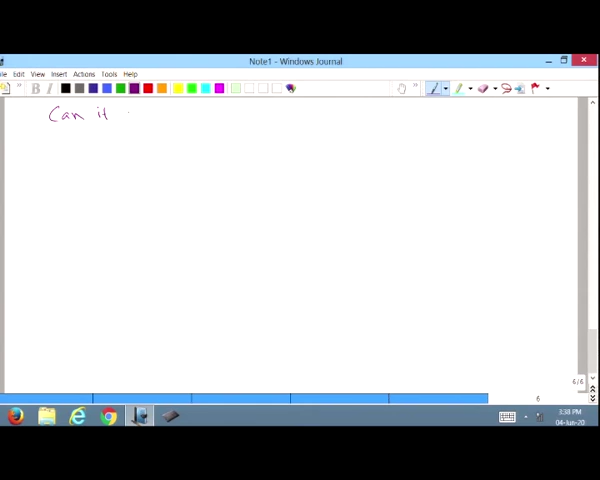 Note1 - Windows Journal
Edit View Insert Actions Tools Help
B I
Can it
6/6
6
3:38 PM
04-Jun-20